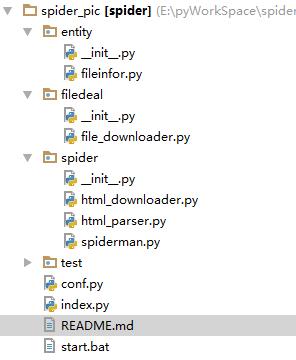 spider_pic [spider] (E:\pyWorkSpace\spider
entity
__init__.py
fileinfor.py
filedeal
__init__.py
file_downloader.py
spider
__init__.py
html_downloader.py
html_parser.py
spiderman.py
test
conf.py
index.py
README.md
start.bat